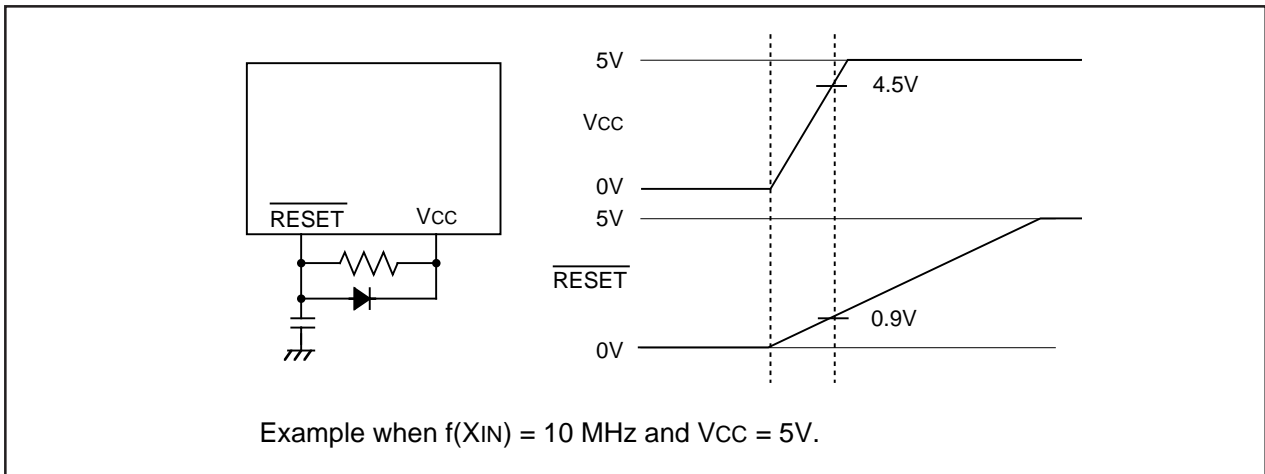 RESET VCC
5V
4.5V
VCC
0V
5V
RESET
0.9V
0V
Example when f(XIN) = 10 MHz and VCC = 5V.